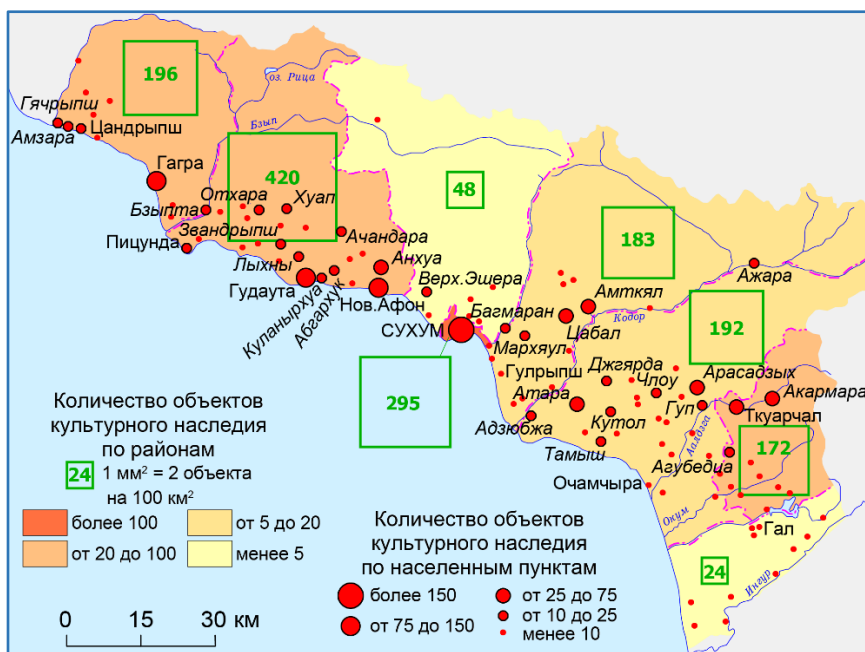 196
оз. Рица
Гячрыпш
Цандрыпш
Амзара
Бзып
Гагра
420
48
Отхара
Хуап
Бзыпта
183
Звандрыпш
Ачандара
Пицунда
Ажара
Лыхны
Анхуа
Верх.Эшера
Амткял
Гудаута
Нов.Афон
Кодор
Куланырхуа
Абгархук
СУХУМ
Багмаран
Цабал
192
Мархяул
Джгярда
Гулрыпш
Члоу
Арасадзых
295
Атара
Акармара
Гуп
Ткуарчал
Адзюбжа
Кутол
Аалдзга
172
Тамыш
Агубедиа
Очамчыра
Окум
Гал
24
Ингур
Количество объектов
культурного наследия
по районам
24 1 мм² = 2 объекта
на 100 км²
более 100
от 5 до 20
от 20 до 100
менее 5
0 15 30 км
Количество объектов
культурного наследия
по населенным пунктам
более 150
от 25 до 75
от 10 до 25
от 75 до 150
менее 10